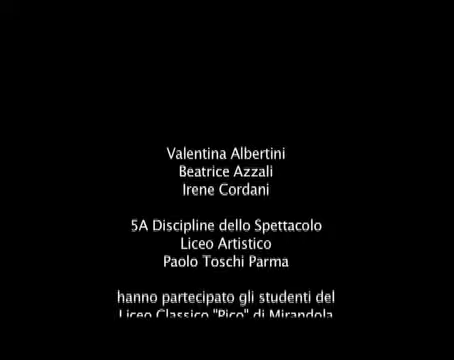 Valentina Albertini
Beatrice Azzali
Irene Cordani
5A Discipline dello Spettacolo
Liceo Artistico
Paolo Toschi Parma
hanno partecipato gli studenti del
Liceo Classico "Pico" di Mirandola